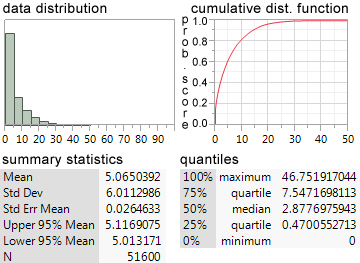 data distribution
0 10 20 30 40 50 60 70 80 90
cumulative dist. function
prob. score
1.0
0.8
0.6
0.4
0.2
0.0
0 10 20 30 40 50
summary statistics
Mean 5.0650392
Std Dev 6.0112986
Std Err Mean 0.0264633
Upper 95% Mean 5.1169075
Lower 95% Mean 5.013171
N 51600
quantiles
100% maximum 46.751917044
75% quartile 7.5471698113
50% median 2.8776975943
25% quartile 0.4700552713
0% minimum 0